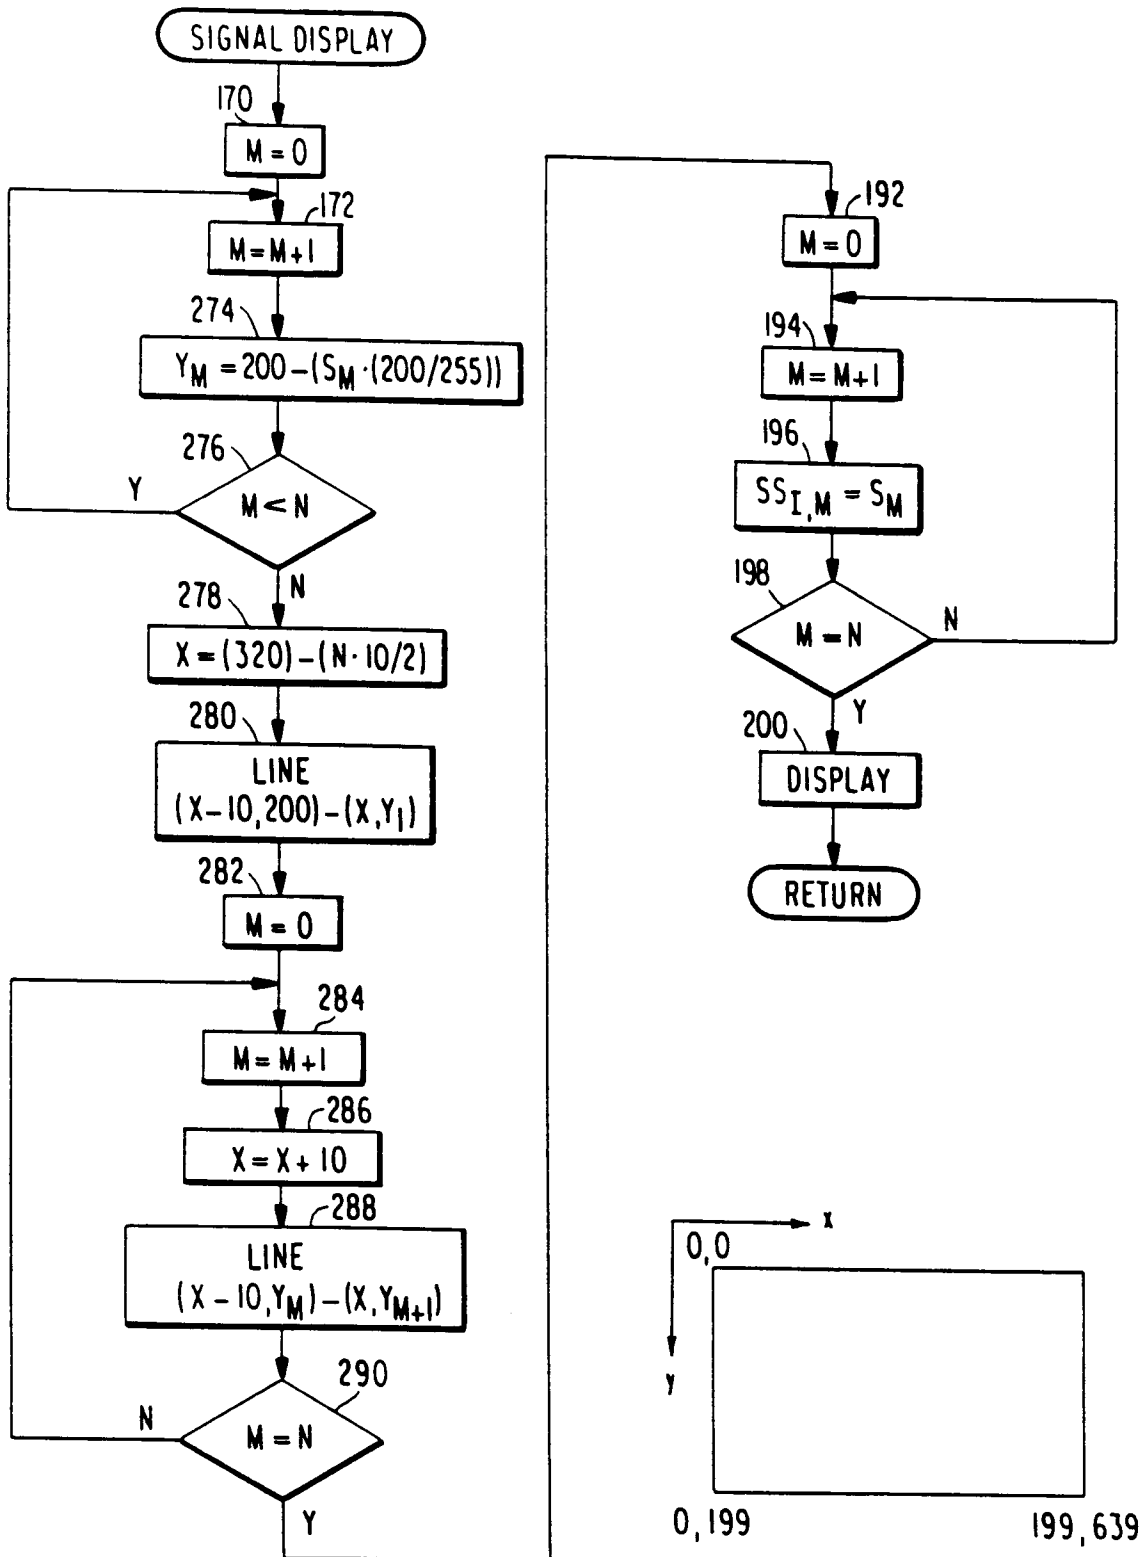 SIGNAL DISPLAY
170
M = 0
172
M = M + 1
274
Y_M = 200 - (S_M · (200/255))
276
Y
M < N
N
278
X = (320) - (N · 10/2)
280
LINE
(X - 10, 200) - (X, Y_1)
282
M = 0
284
M = M + 1
286
X = X + 10
288
LINE
(X - 10, Y_M) - (X, Y_M+1)
290
N
M = N
Y
192
M = 0
194
M = M + 1
196
SS_I,M = S_M
198
M = N
N
Y
200
DISPLAY
RETURN
x
0,0
y
0,199
199,639